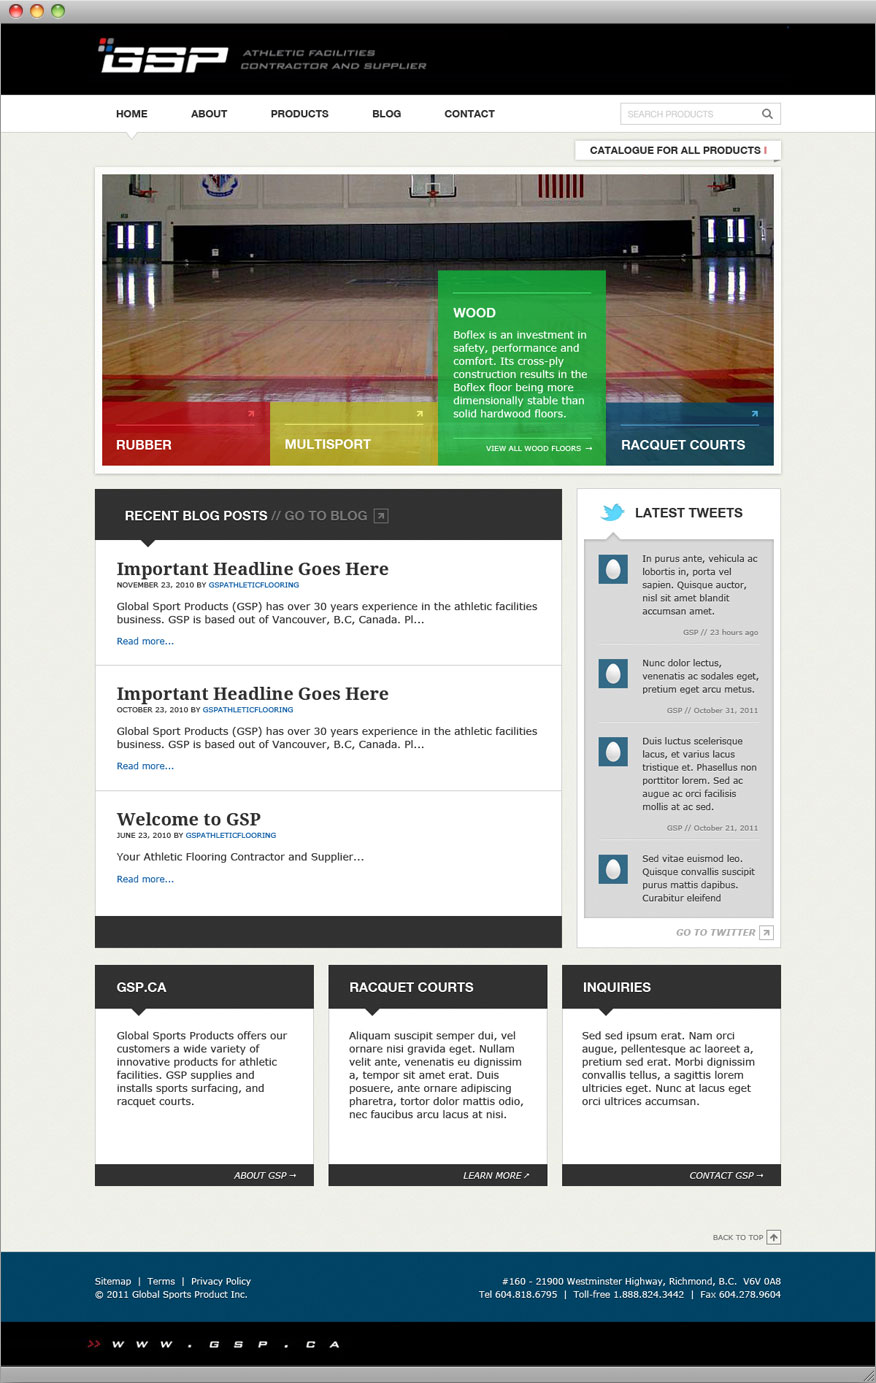 GSP ATHLETIC FACILITIES
CONTRACTOR AND SUPPLIER
HOME ABOUT PRODUCTS BLOG CONTACT SEARCH PRODUCTS
CATALOGUE FOR ALL PRODUCTS
WOOD
Boflex is an investment in
safety, performance and
comfort. Its cross-ply
construction results in the
Boflex floor being more
dimensionally stable than
solid hardwood floors.
VIEW ALL WOOD FLOORS →
RUBBER
MULTISPORT
RACQUET COURTS
RECENT BLOG POSTS // GO TO BLOG
Important Headline Goes Here
NOVEMBER 23, 2010 BY GSPATHLETICFLOORING
Global Sport Products (GSP) has over 30 years experience in the athletic facilities
business. GSP is based out of Vancouver, B.C, Canada. Pl...
Read more...
Important Headline Goes Here
OCTOBER 23, 2010 BY GSPATHLETICFLOORING
Global Sport Products (GSP) has over 30 years experience in the athletic facilities
business. GSP is based out of Vancouver, B.C, Canada. Pl...
Read more...
Welcome to GSP
JUNE 23, 2010 BY GSPATHLETICFLOORING
Your Athletic Flooring Contractor and Supplier...
Read more...
LATEST TWEETS
In purus ante, vehicula ac
lobortis in, porta vel
sapien. Quisque auctor,
nisl sit amet blandit
accumsan amet.
GSP // 23 hours ago
Nunc dolor lectus,
venenatis ac sodales eget,
pretium eget arcu metus.
GSP // October 31, 2011
Duis luctus scelerisque
lacus, et varius lacus
tristique et. Phasellus non
porttitor lorem. Sed ac
augue ac orci facilisis
mollis at ac sed.
GSP // October 21, 2011
Sed vitae euismod leo.
Quisque convallis suscipit
purus mattis dapibus.
Curabitur eleifend
GO TO TWITTER
GSP.CA
Global Sports Products offers our
customers a wide variety of
innovative products for athletic
facilities. GSP supplies and
installs sports surfacing, and
racquet courts.
ABOUT GSP →
RACQUET COURTS
Aliquam suscipit semper dui, vel
ornare nisi gravida eget. Nullam
velit ante, venenatis eu dignissim
a, tempor sit amet erat. Duis
posuere, ante ornare adipiscing
pharetra, tortor dolor mattis odio,
nec faucibus arcu lacus at nisi.
LEARN MORE ↗
INQUIRIES
Sed sed ipsum erat. Nam orci
augue, pellentesque ac laoreet a,
pretium sed erat. Morbi dignissim
convallis tellus, a sagittis lorem
ultricies eget. Nunc at lacus eget
orci ultrices accumsan.
CONTACT GSP →
BACK TO TOP
Sitemap | Terms | Privacy Policy
© 2011 Global Sports Product Inc.
#160 - 21900 Westminster Highway, Richmond, B.C. V6V 0A8
Tel 604.818.6795 | Toll-free 1.888.824.3442 | Fax 604.278.9604
>> WWW.GSP.CA